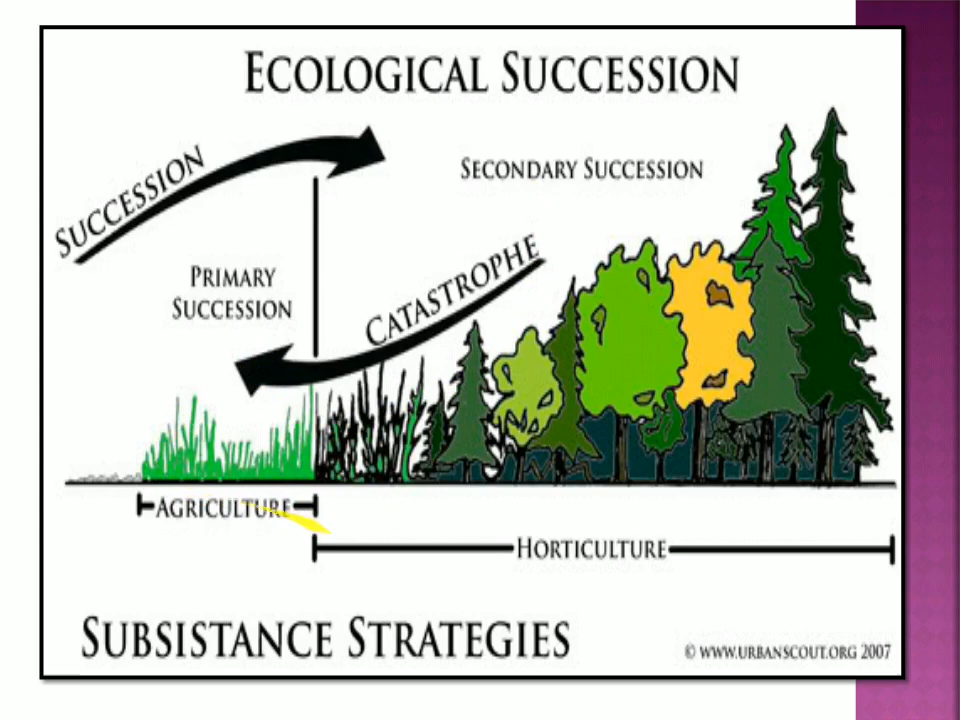 ECOLOGICAL SUCCESSION
SUCCESSION
SECONDARY SUCCESSION
PRIMARY
SUCCESSION
CATASTROPHE
AGRICULTURE
HORTICULTURE
SUBSISTANCE STRATEGIES
© WWW.URBANSCOUT.ORG 2007